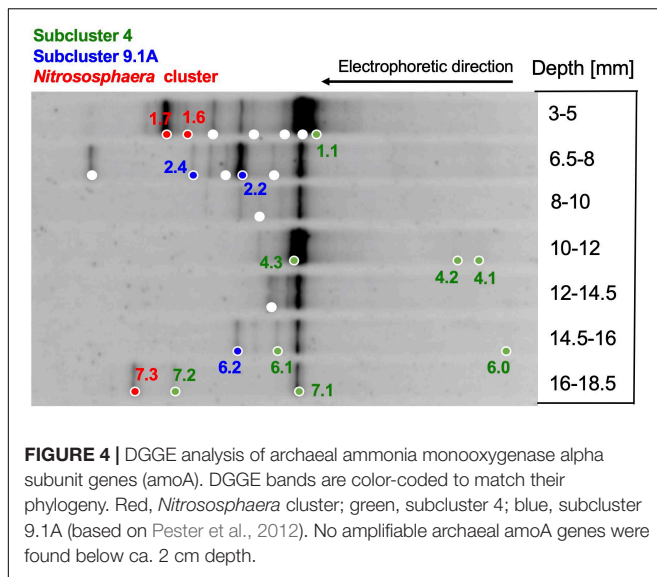 Subcluster 4
Subcluster 9.1A
Nitrososphaera cluster
Electrophoretic direction
Depth [mm]
3-5
1.7
1.6
1.1
6.5-8
2.4
2.2
8-10
10-12
4.3
4.2
4.1
12-14.5
14.5-16
6.2
6.1
6.0
16-18.5
7.3
7.2
7.1
FIGURE 4 | DGGE analysis of archaeal ammonia monooxygenase alpha
subunit genes (amoA). DGGE bands are color-coded to match their
phylogeny. Red, Nitrososphaera cluster; green, subcluster 4; blue, subcluster
9.1A (based on Pester et al., 2012). No amplifiable archaeal amoA genes were
found below ca. 2 cm depth.